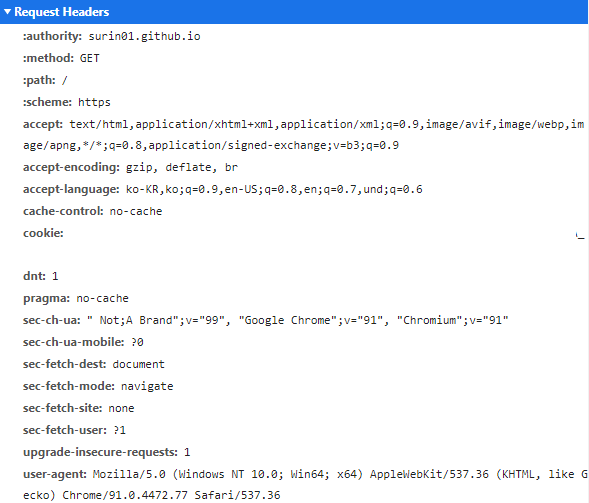 Request Headers
:authority: surin01.github.io
:method: GET
:path: /
:scheme: https
accept: text/html,application/xhtml+xml,application/xml;q=0.9,image/avif,image/webp,im
age/apng,*/*;q=0.8,application/signed-exchange;v=b3;q=0.9
accept-encoding: gzip, deflate, br
accept-language: ko-KR,ko;q=0.9,en-US;q=0.8,en;q=0.7,und;q=0.6
cache-control: no-cache
cookie:
dnt: 1
pragma: no-cache
sec-ch-ua: " Not;A Brand";v="99", "Google Chrome";v="91", "Chromium";v="91"
sec-ch-ua-mobile: ?0
sec-fetch-dest: document
sec-fetch-mode: navigate
sec-fetch-site: none
sec-fetch-user: ?1
upgrade-insecure-requests: 1
user-agent: Mozilla/5.0 (Windows NT 10.0; Win64; x64) AppleWebKit/537.36 (KHTML, like G
ecko) Chrome/91.0.4472.77 Safari/537.36